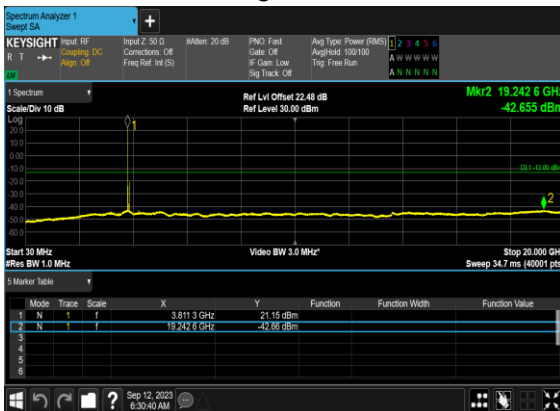 Spectrum Analyzer 1
Swept SA
KEYSIGHT Input: RF Input Z: 50 Ω #Atten: 20 dB PNO: Fast Avg Type: Power (RMS) 1 2 3 4 5 6
R T Coupling: DC Corrections: Off Gate: Off Avg|Hold: 100/100 A W W W W W
Align: Off Freq Ref: Int (S) IF Gain: Low Trig: Free Run
LV Sig Track: Off A N N N N N
1 Spectrum Ref Lvl Offset 22.48 dB Mkr2 19.242 6 GHz
Scale/Div 10 dB Ref Level 30.00 dBm -42.655 dBm
Log
20.0 1
10.0
0.00
-10.0 DL1 -13.00 dBm
-20.0
-30.0
-40.0 2
-50.0
-60.0
Start 30 MHz Video BW 3.0 MHz* Stop 20.000 GH
#Res BW 1.0 MHz Sweep 34.7 ms (40001 pts
5 Marker Table
Mode Trace Scale X Y Function Function Width Function Value
1 N 1 f 3.811 3 GHz 21.15 dBm
2 N 1 f 19.242 6 GHz -42.66 dBm
3
4
5
6
? Sep 12, 2023
6:30:40 AM